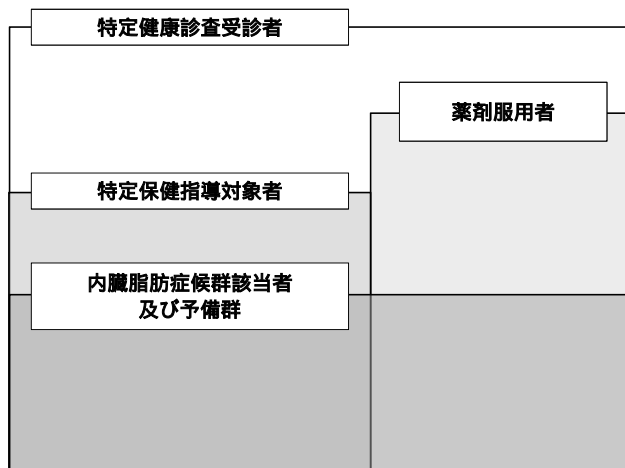 特定健康診査受診者
薬剤服用者
特定保健指導対象者
内臓脂肪症候群該当者
及び予備群